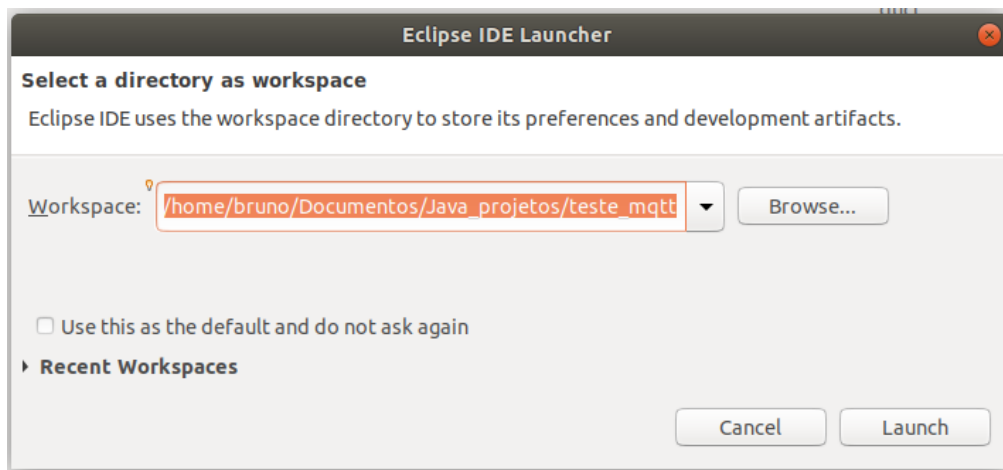 Eclipse IDE Launcher
Select a directory as workspace
Eclipse IDE uses the workspace directory to store its preferences and development artifacts.
Workspace: /home/bruno/Documentos/Java_projetos/teste_mqtt Browse...
Use this as the default and do not ask again
Recent Workspaces
Cancel Launch